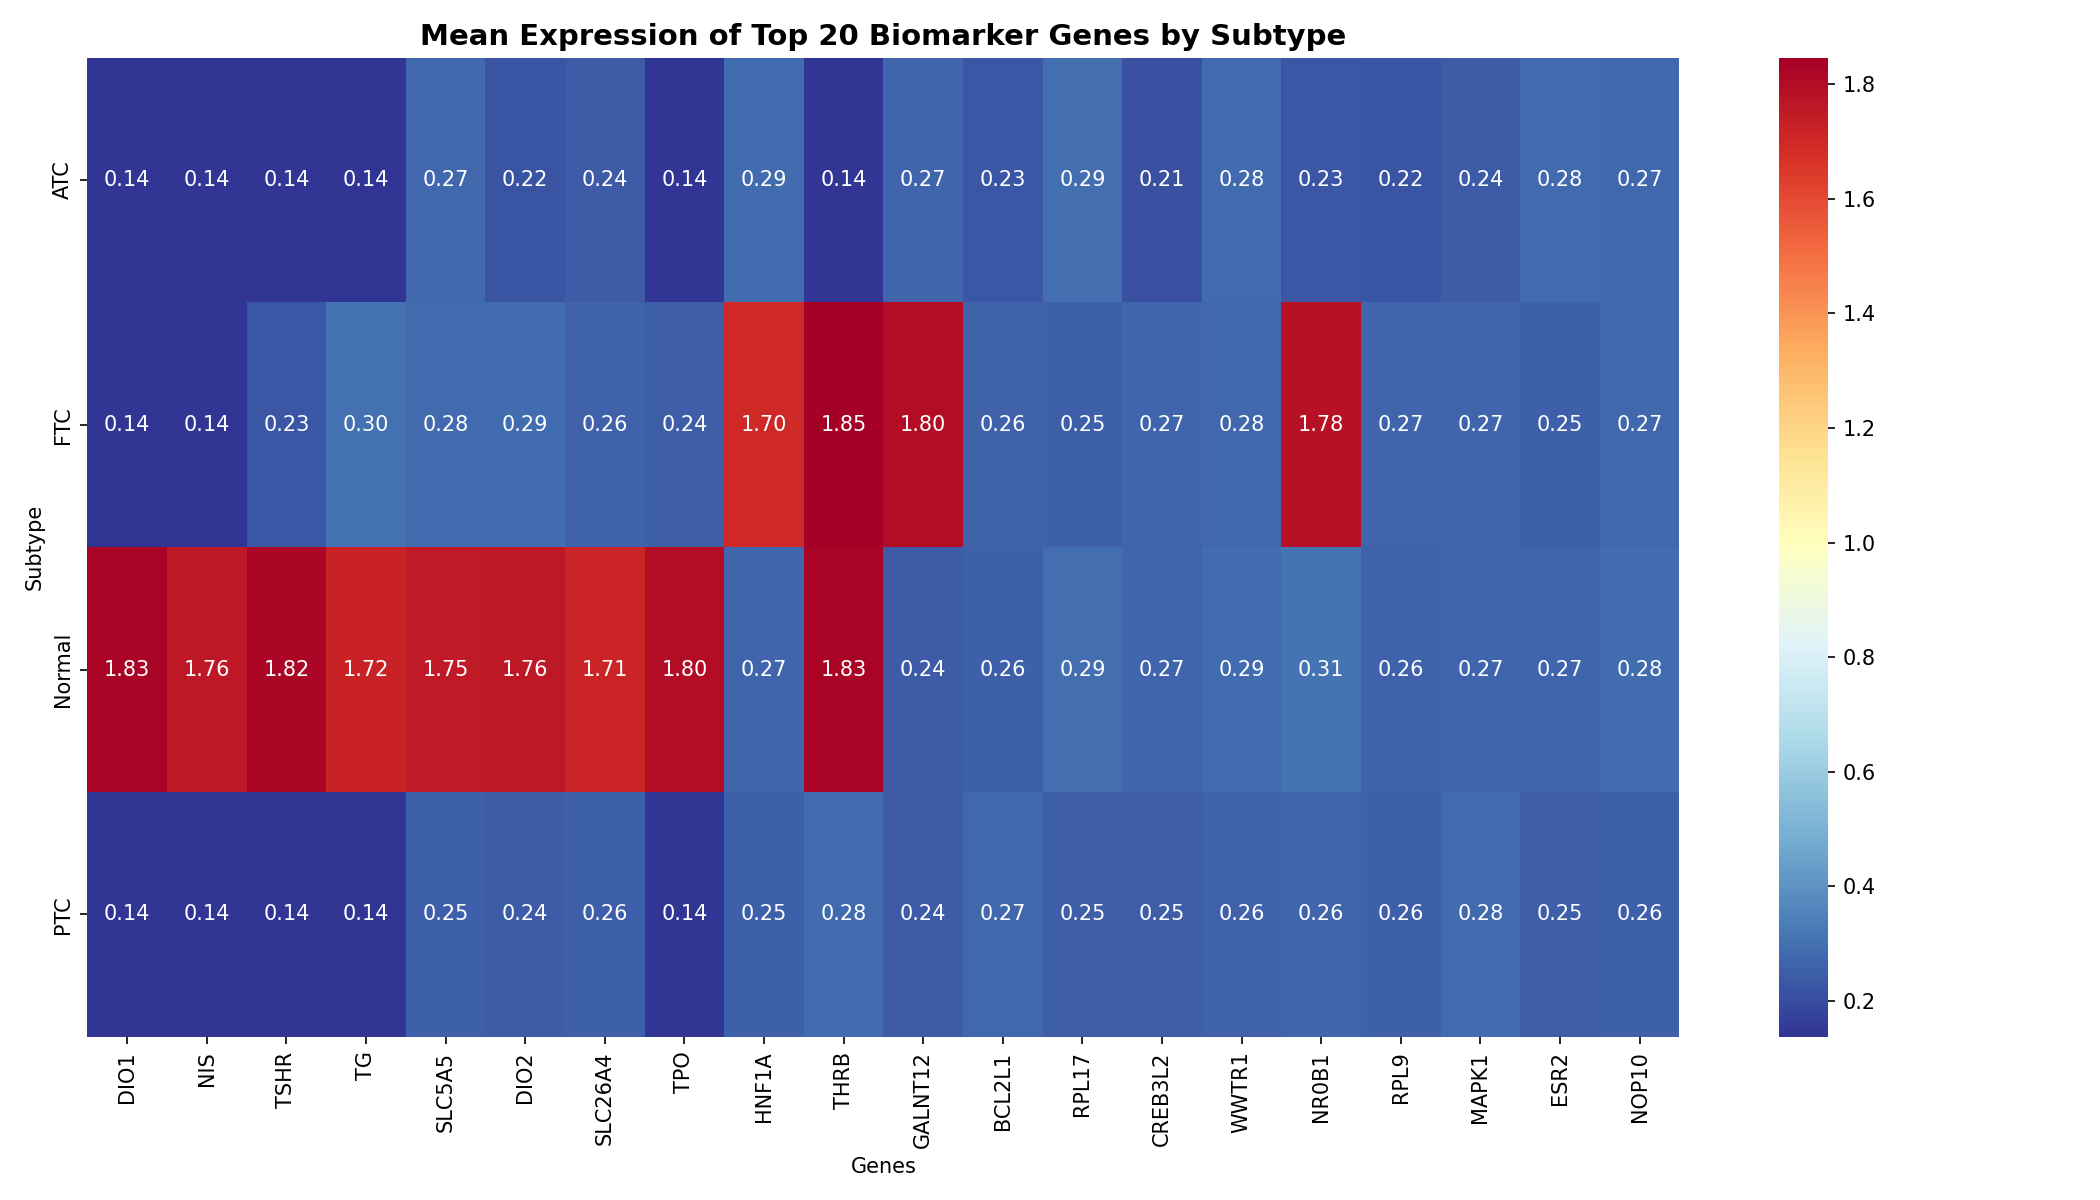 Mean Expression of Top 20 Biomarker Genes by Subtype
Subtype
ATC 0.14 0.14 0.14 0.14 0.27 0.22 0.24 0.14 0.29 0.14 0.27 0.23 0.29 0.21 0.28 0.23 0.22 0.24 0.28 0.27
FTC 0.14 0.14 0.23 0.30 0.28 0.29 0.26 0.24 1.70 1.85 1.80 0.26 0.25 0.27 0.28 1.78 0.27 0.27 0.25 0.27
Normal 1.83 1.76 1.82 1.72 1.75 1.76 1.71 1.80 0.27 1.83 0.24 0.26 0.29 0.27 0.29 0.31 0.26 0.27 0.27 0.28
PTC 0.14 0.14 0.14 0.14 0.25 0.24 0.26 0.14 0.25 0.28 0.24 0.27 0.25 0.25 0.26 0.26 0.26 0.28 0.25 0.26
DIO1 NIS TSHR TG SLC5A5 DIO2 SLC26A4 TPO HNF1A THRB GALNT12 BCL2L1 RPL17 CREB3L2 WWTR1 NR0B1 RPL9 MAPK1 ESR2 NOP10
Genes
1.8
1.6
1.4
1.2
1.0
0.8
0.6
0.4
0.2